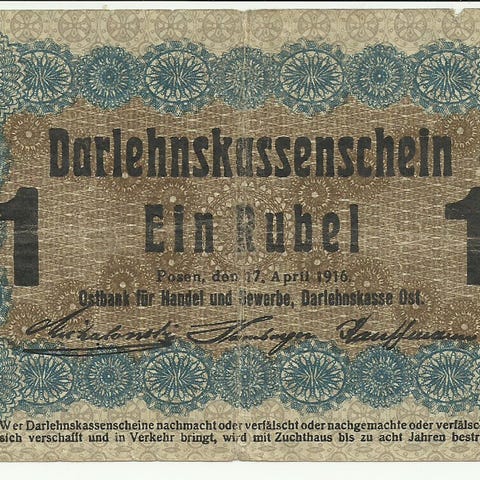 Darlehnskassenschein
1 Ein Rubel 1
Posen, den 17. April 1916.
Ostbank für Handel und Gewerbe, Darlehnskasse Ost.
Wer Darlehnskassenscheine nachmacht oder verfälscht oder nachgemachte oder verfälsc
sich verschafft und in Verkehr bringt, wird mit Zuchthaus bis zu acht Jahren bestr